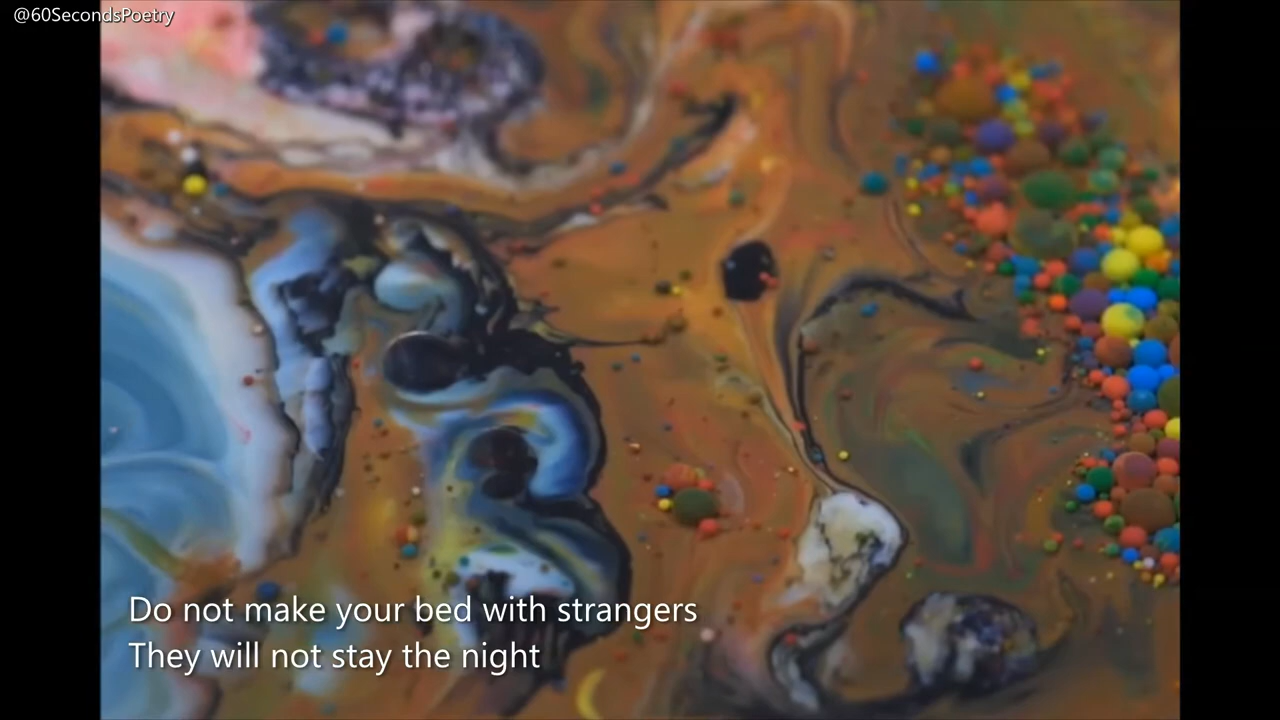 @60SecondsPoetry
Do not make your bed with strangers
They will not stay the night